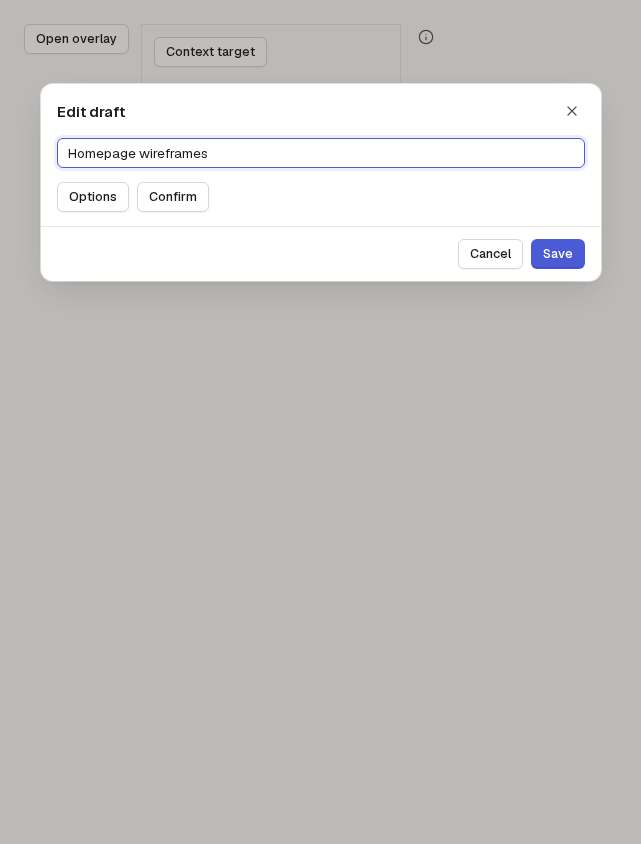 Open overlay
Context target
Edit draft
Homepage wireframes
Options
Confirm
Cancel
Save